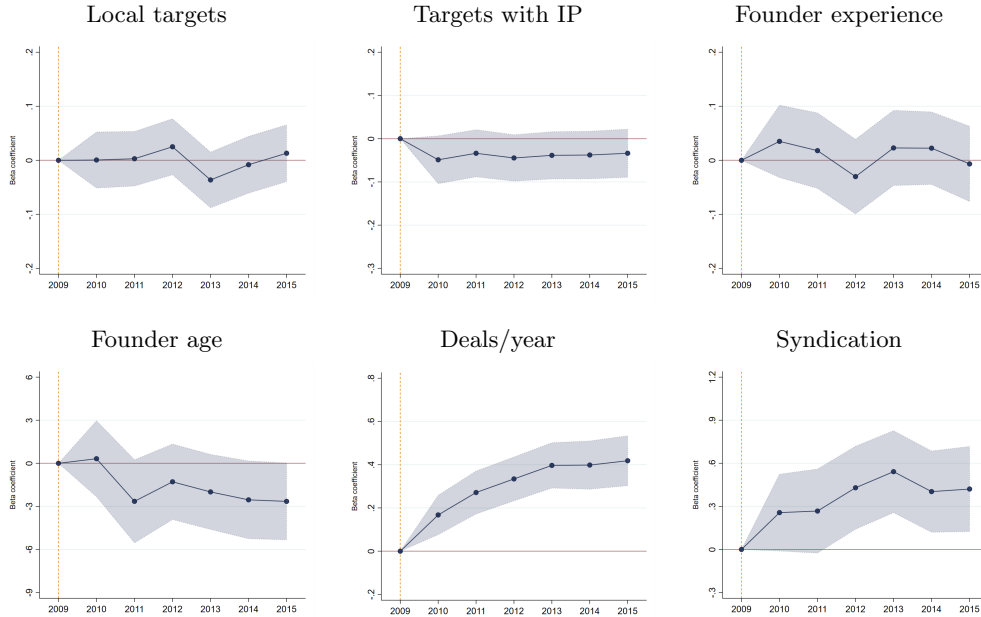 Local targets
Beta coefficient
.2
.1
0
-.1
-.2
2009 2010 2011 2012 2013 2014 2015
Targets with IP
Beta coefficient
.2
.1
0
-.1
-.2
-.3
2009 2010 2011 2012 2013 2014 2015
Founder experience
Beta coefficient
.2
.1
0
-.1
-.2
2009 2010 2011 2012 2013 2014 2015
Founder age
Beta coefficient
6
3
0
-3
-6
-9
2009 2010 2011 2012 2013 2014 2015
Deals/year
Beta coefficient
.8
.6
.4
.2
0
-.2
2009 2010 2011 2012 2013 2014 2015
Syndication
Beta coefficient
1.2
.9
.6
.3
0
-.3
2009 2010 2011 2012 2013 2014 2015